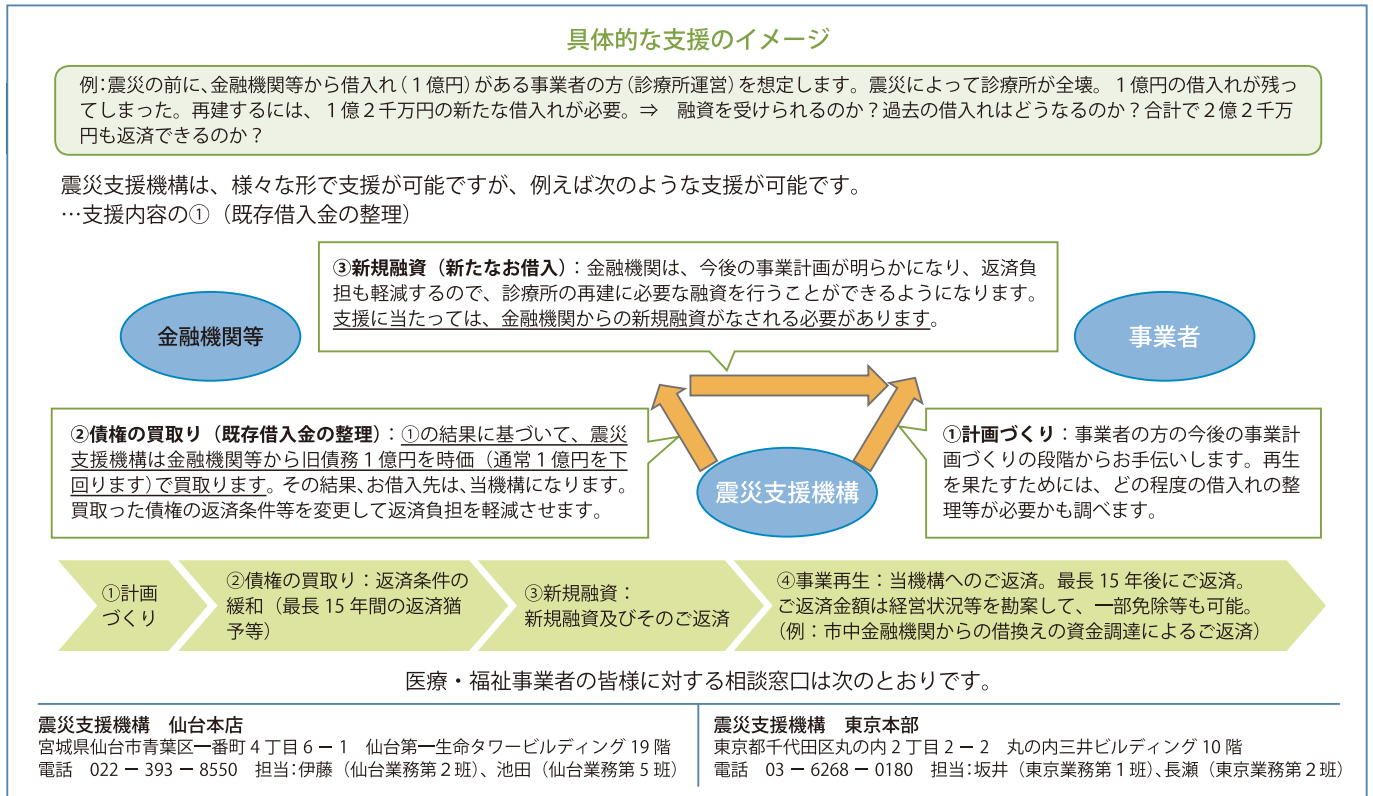 具体的な支援のイメージ
例：震災の前に、金融機関等から借入れ（１億円）がある事業者の方（診療所運営）を想定します。震災によって診療所が全壊。１億円の借入れが残っ
てしまった。再建するには、１億２千万円の新たな借入れが必要。⇒　融資を受けられるのか？過去の借入れはどうなるのか？合計で２億２千万
円も返済できるのか？
震災支援機構は、様々な形で支援が可能ですが、例えば次のような支援が可能です。
…支援内容の①（既存借入金の整理）
③新規融資（新たなお借入）：金融機関は、今後の事業計画が明らかになり、返済負
担も軽減するので、診療所の再建に必要な融資を行うことができるようになります。
支援に当たっては、金融機関からの新規融資がなされる必要があります。
金融機関等
事業者
②債権の買取り（既存借入金の整理）：①の結果に基づいて、震災
支援機構は金融機関等から旧債務１億円を時価（通常１億円を下
回ります）で買取ります。その結果、お借入先は、当機構になります。
買取った債権の返済条件等を変更して返済負担を軽減させます。
震災支援機構
①計画づくり：事業者の方の今後の事業計
画づくりの段階からお手伝いします。再生
を果たすためには、どの程度の借入れの整
理等が必要かも調べます。
①計画
づくり
②債権の買取り：返済条件の
緩和（最長 15 年間の返済猶
予等）
③新規融資：
新規融資及びそのご返済
④事業再生：当機構へのご返済。最長 15 年後にご返済。
ご返済金額は経営状況等を勘案して、一部免除等も可能。
（例：市中金融機関からの借換えの資金調達によるご返済）
医療・福祉事業者の皆様に対する相談窓口は次のとおりです。
震災支援機構　仙台本店
宮城県仙台市青葉区一番町 4 丁目 6 － 1　仙台第一生命タワービルディング 19 階
電話　022 － 393 － 8550　担当：伊藤（仙台業務第２班）、池田（仙台業務第５班）
震災支援機構　東京本部
東京都千代田区丸の内 2 丁目 2 － 2　丸の内三井ビルディング 10 階
電話　03 － 6268 － 0180　担当：坂井（東京業務第１班）、長瀬（東京業務第２班）